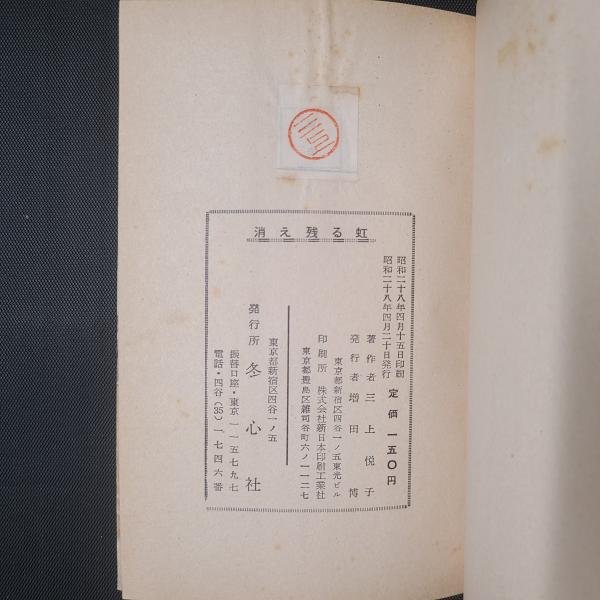 消え残る虹
昭和二十八年四月十五日印刷
昭和二十八年四月二十日発行
定価一五〇円
著作者 三上悦子
発行者 増田博
東京都新宿区四谷一ノ五東光ビル
印刷所 株式会社新日本印刷工業社
東京都豊島区雑司谷町六ノ一一二七
東京都新宿区四谷一ノ五
発行所 冬心社
振替口座・東京一一五七九七
電話・四谷(35)一七四六番